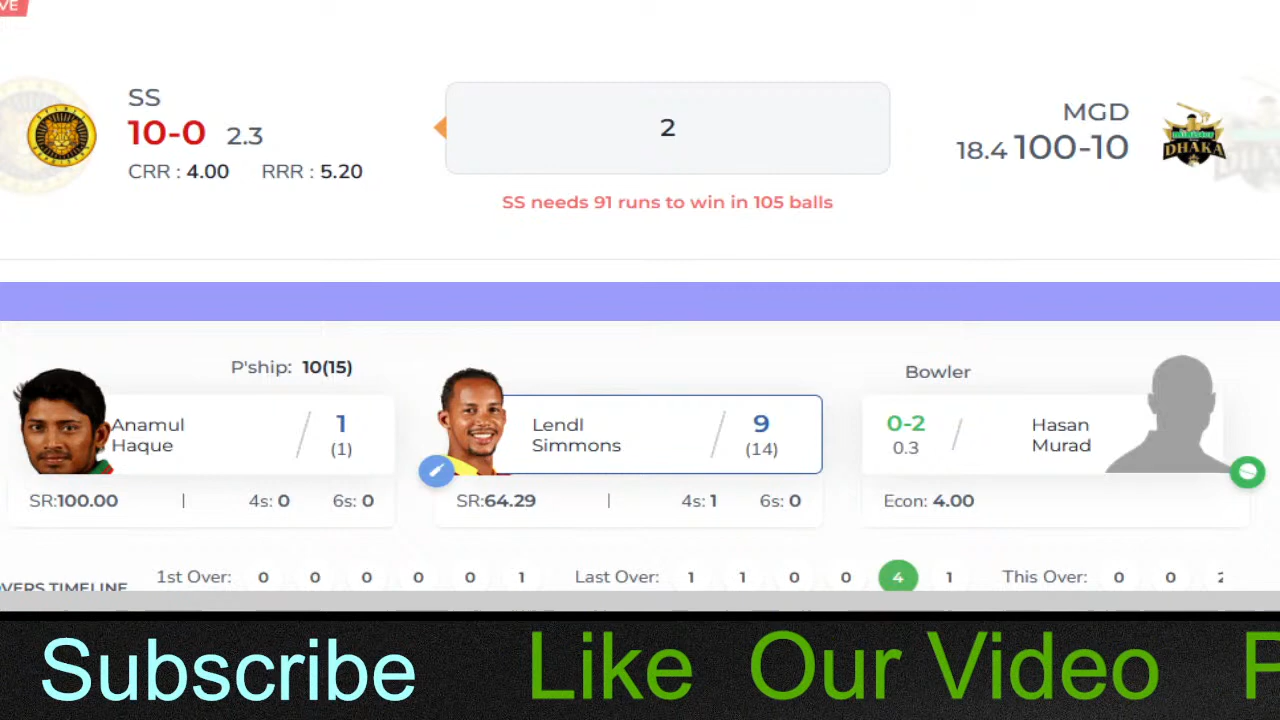 VE
SS
10-0 2.3
CRR : 4.00 RRR : 5.20
2
SS needs 91 runs to win in 105 balls
MGD
18.4 100-10
DHAKA
P'ship: 10(15)
Anamul
Haque
1
(1)
SR:100.00 | 4s: 0 6s: 0
Lendl
Simmons
9
(14)
SR:64.29 | 4s: 1 6s: 0
Bowler
0-2
0.3
Hasan
Murad
Econ: 4.00
OVERS TIMELINE 1st Over: 0 0 0 0 0 1 Last Over: 1 1 0 0 4 1 This Over: 0 0 2
Subscribe Like Our Video